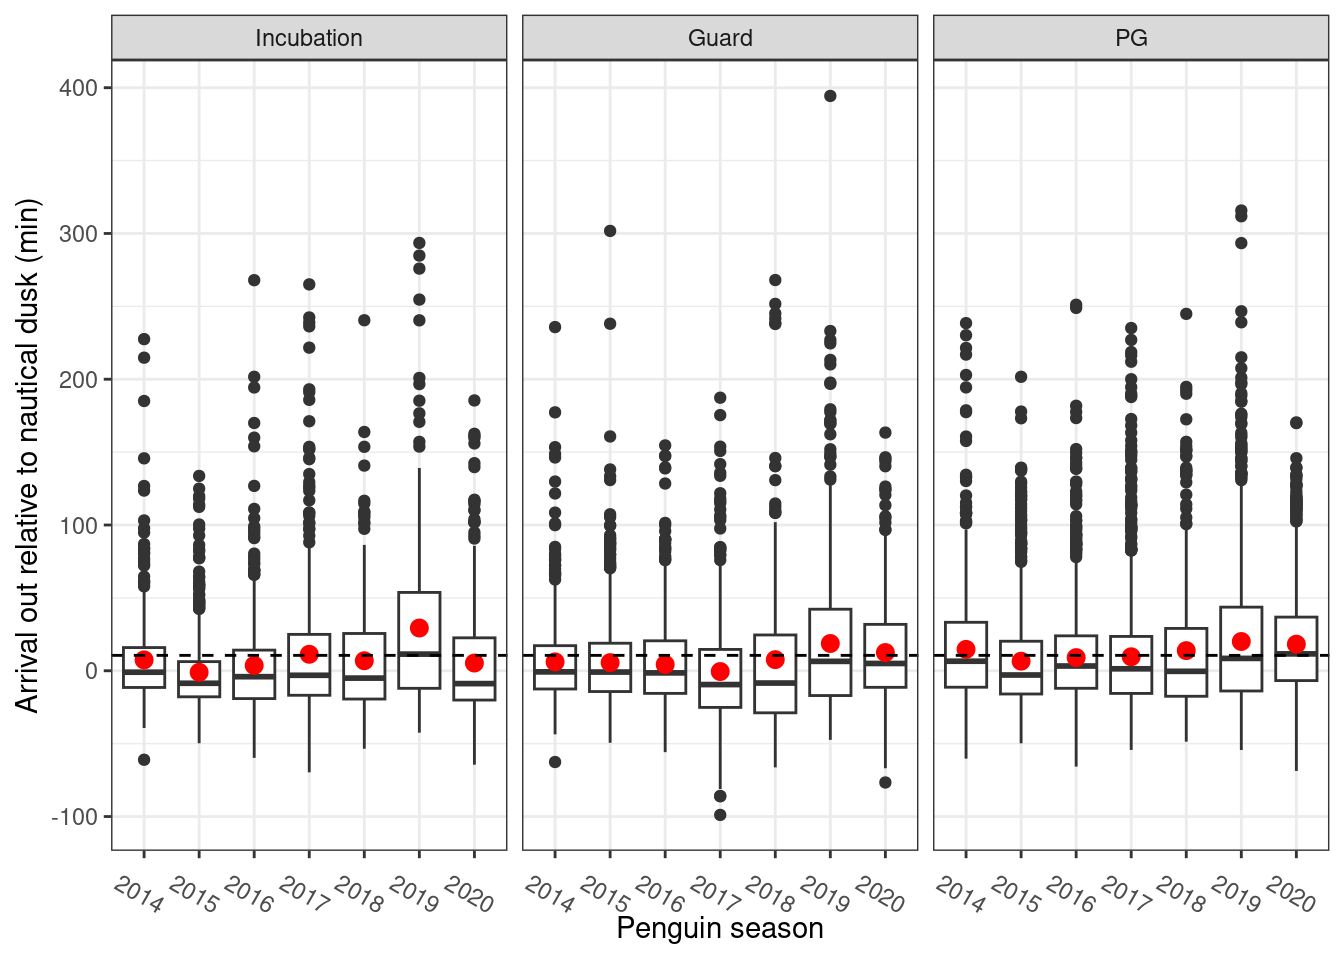 Incubation
Guard
PG
Arrival out relative to nautical dusk (min)
400
300
200
100
0
-100
2014 2015 2016 2017 2018 2019 2020
2014 2015 2016 2017 2018 2019 2020
2014 2015 2016 2017 2018 2019 2020
Penguin season